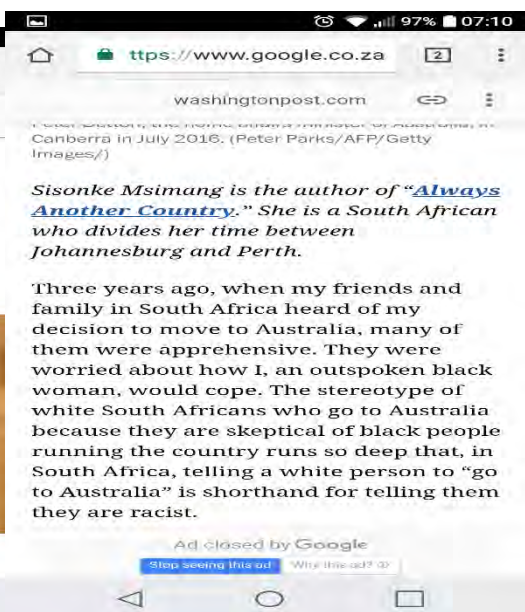 97% 07:10
ttps://www.google.co.za 2
washingtonpost.com
Canberra in July 2016. (Peter Parks/AFP/Getty
Images/)
Sisonke Msimang is the author of “Always
Another Country.” She is a South African
who divides her time between
Johannesburg and Perth.
Three years ago, when my friends and
family in South Africa heard of my
decision to move to Australia, many of
them were apprehensive. They were
worried about how I, an outspoken black
woman, would cope. The stereotype of
white South Africans who go to Australia
because they are skeptical of black people
running the country runs so deep that, in
South Africa, telling a white person to “go
to Australia” is shorthand for telling them
they are racist.
Ad closed by Google
Stop seeing this ad Why this ad?